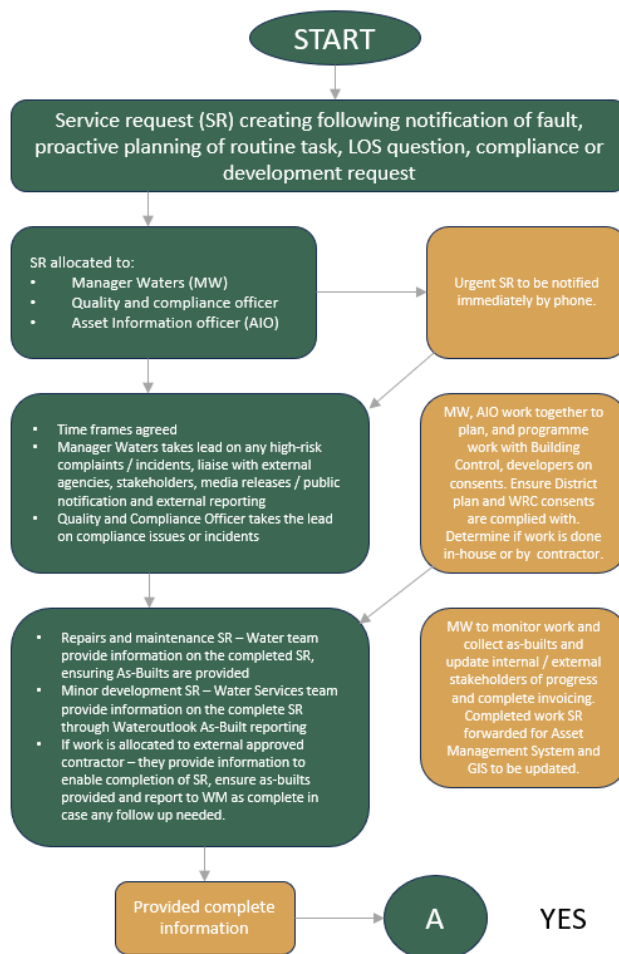 START
Service request (SR) creating following notification of fault,
proactive planning of routine task, LOS question, compliance or
development request
SR allocated to:
• Manager Waters (MW)
• Quality and compliance officer
• Asset Information officer (AIO)
Urgent SR to be notified
immediately by phone.
• Time frames agreed
• Manager Waters takes lead on any high-risk
complaints / incidents, liaise with external
agencies, stakeholders, media releases / public
notification and external reporting
• Quality and Compliance Officer takes the lead
on compliance issues or incidents
MW, AIO work together to
plan, and programme
work with Building
Control, developers on
consents. Ensure District
plan and WRC consents
are complied with.
Determine if work is done
in-house or by contractor.
• Repairs and maintenance SR – Water team
provide information on the completed SR,
ensuring As-Builts are provided
• Minor development SR – Water Services team
provide information on the complete SR
through Wateroutlook As-Built reporting
• If work is allocated to external approved
contractor – they provide information to
enable completion of SR, ensure as-builts
provided and report to WM as complete in
case any follow up needed.
MW to monitor work and
collect as-builts and
update internal / external
stakeholders of progress
and complete invoicing.
Completed work SR
forwarded for Asset
Management System and
GIS to be updated.
Provided complete
information
A
YES